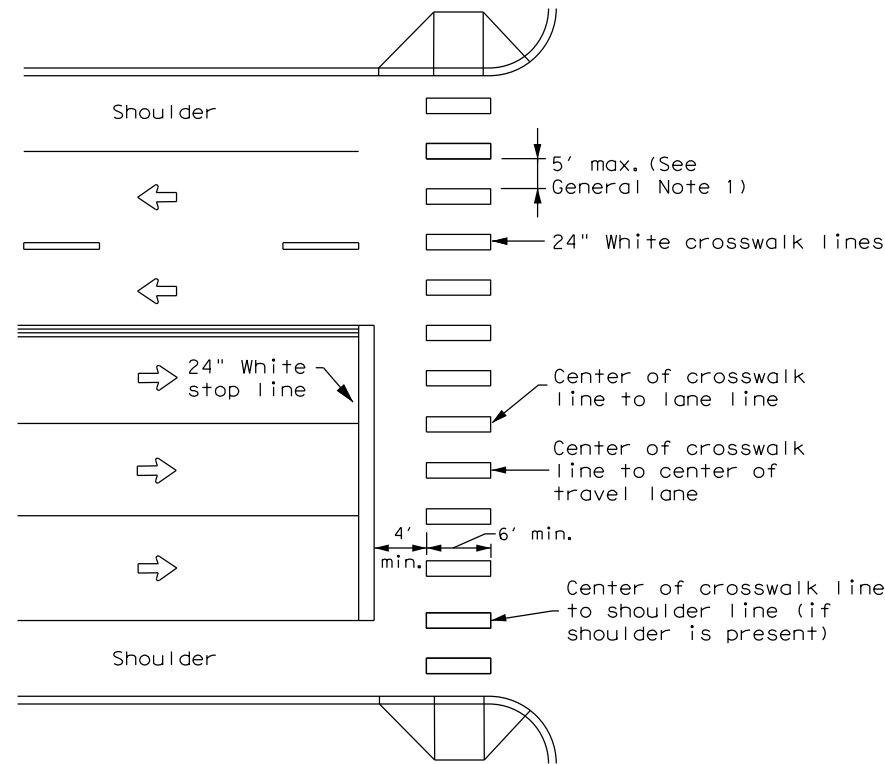 Shoulder
5' max. (See
General Note 1)
24" White crosswalk lines
24" White
stop line
Center of crosswalk
line to lane line
Center of crosswalk
line to center of
travel lane
4'
min.
6' min.
Center of crosswalk line
to shoulder line (if
shoulder is present)
Shoulder